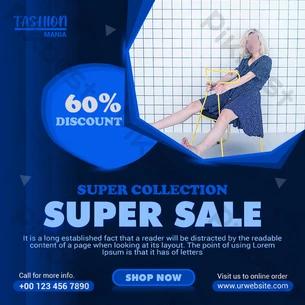 FASHION
MANIA
60%
DISCOUNT
SUPER COLLECTION
SUPER SALE
It is a long established fact that a reader will be distracted by the readable
content of a page when looking at its layout. The point of using Lorem
Ipsum is that it has of letters
Call for more info.
+00 123 456 7890
SHOP NOW
Visit us to online order
www.urwebsite.com